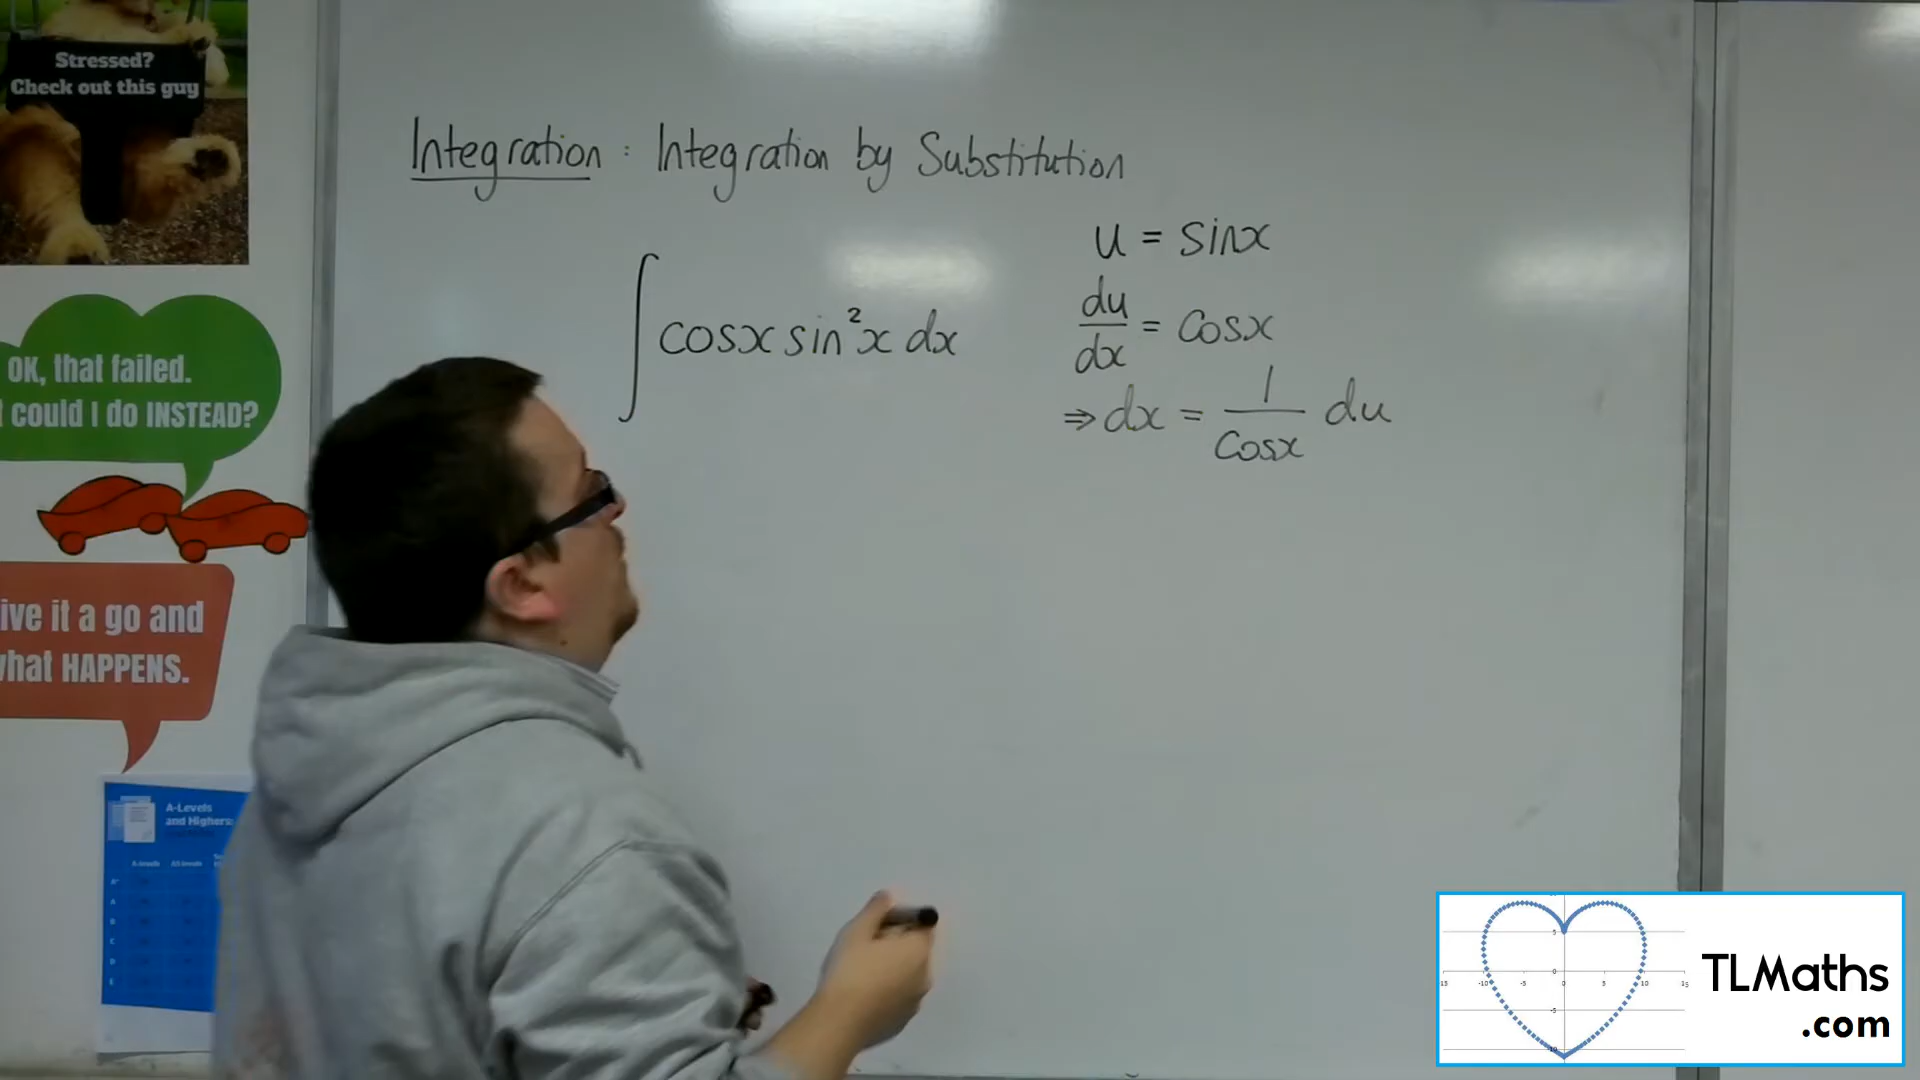 Stressed?
Check out this guy
OK, that failed.
could I do INSTEAD?
ive it a go and
what HAPPENS.
A-Levels
and Highers:
Integration : Integration by Substitution
∫ cosx sin²x dx
u = sinx
du/dx = cosx
⇒ dx = 1/cosx du
TLMaths
.com